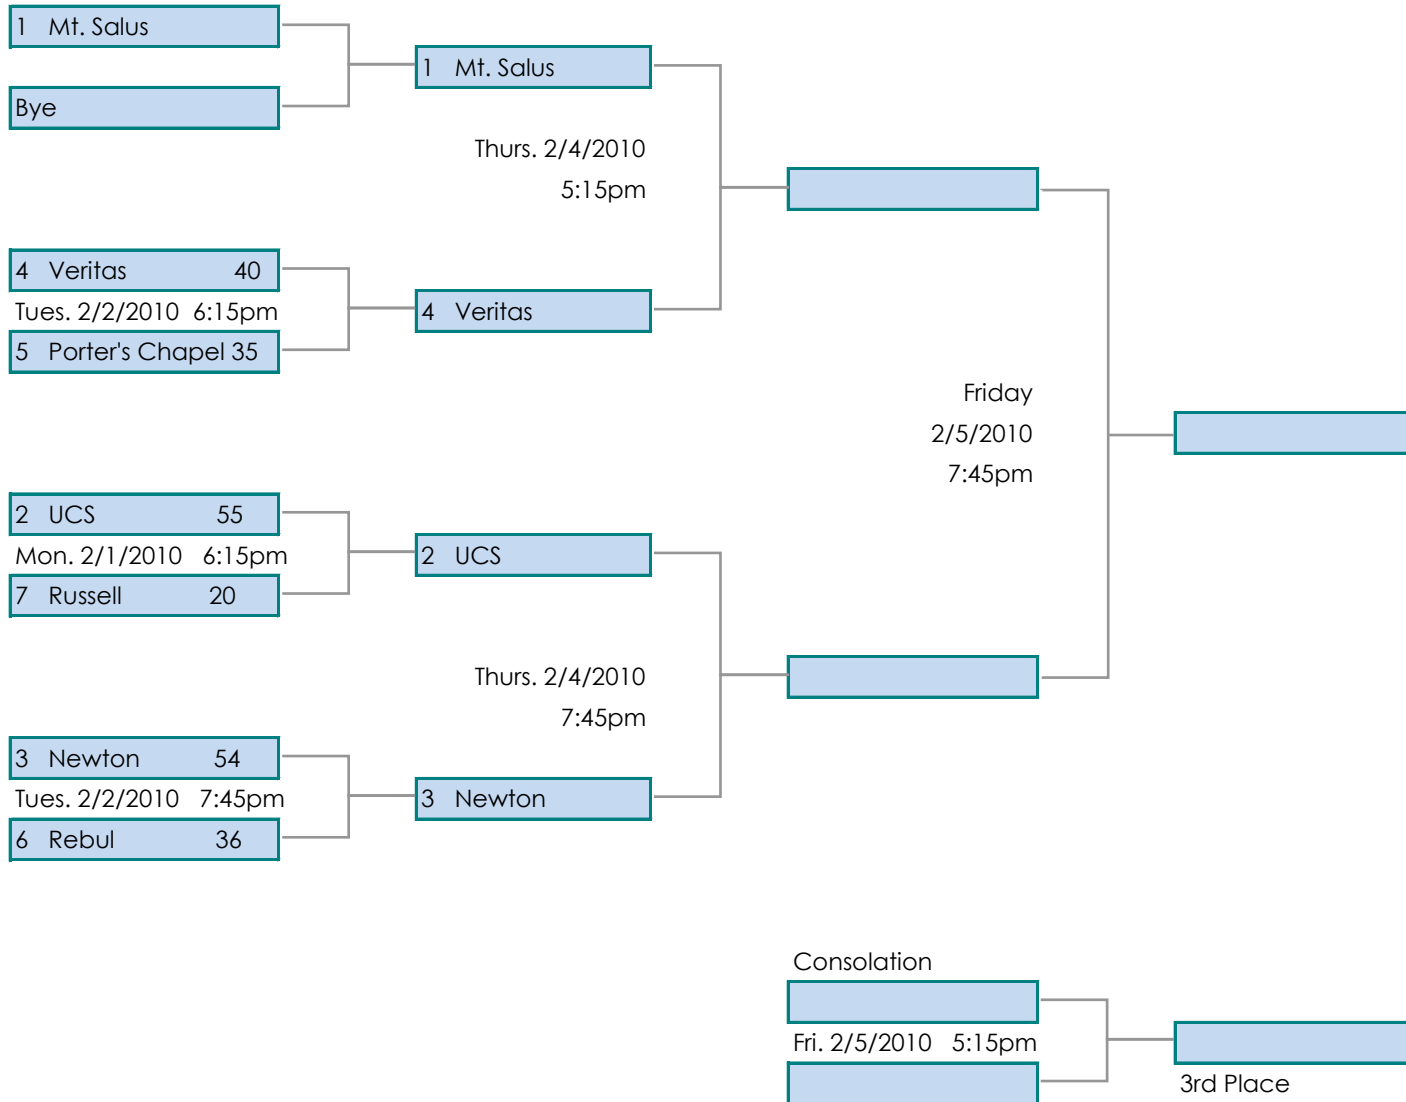 1 Mt. Salus
Bye
1 Mt. Salus
Thurs. 2/4/2010
5:15pm
4 Veritas 40
Tues. 2/2/2010 6:15pm
5 Porter's Chapel 35
4 Veritas
Friday
2/5/2010
7:45pm
2 UCS 55
Mon. 2/1/2010 6:15pm
7 Russell 20
2 UCS
Thurs. 2/4/2010
7:45pm
3 Newton 54
Tues. 2/2/2010 7:45pm
6 Rebul 36
3 Newton
Consolation
Fri. 2/5/2010 5:15pm
3rd Place